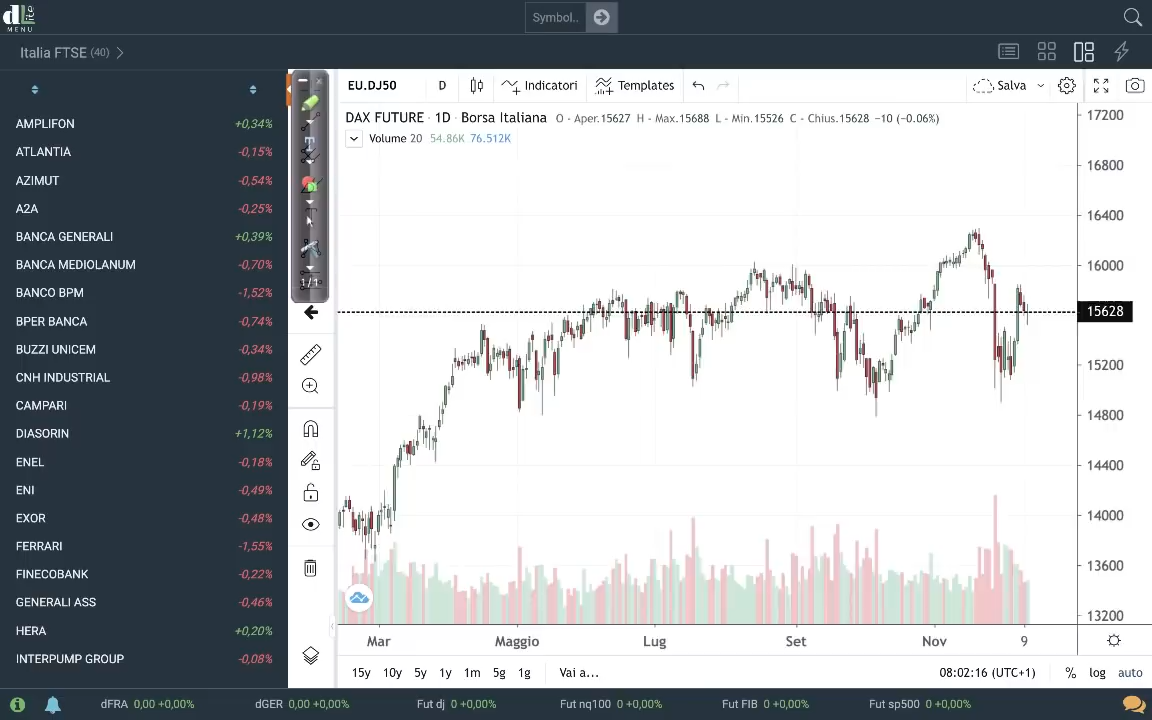 dL Lite
MENU
Symbol..
Italia FTSE (40)
AMPLIFON +0,34%
ATLANTIA -0,15%
AZIMUT -0,54%
A2A -0,25%
BANCA GENERALI +0,39%
BANCA MEDIOLANUM -0,70%
BANCO BPM -1,52%
BPER BANCA -0,74%
BUZZI UNICEM -0,34%
CNH INDUSTRIAL -0,98%
CAMPARI -0,19%
DIASORIN +1,12%
ENEL -0,18%
ENI -0,49%
EXOR -0,48%
FERRARI -1,55%
FINECOBANK -0,22%
GENERALI ASS -0,46%
HERA +0,20%
INTERPUMP GROUP -0,08%
1/1
EU.DJ50 D Indicatori Templates Salva
DAX FUTURE · 1D · Borsa Italiana O - Aper.15627 H - Max.15688 L - Min.15526 C - Chius.15628 −10 (−0.06%)
Volume 20 54.86K 76.512K
17200
16800
16400
16000
15628
15200
14800
14400
14000
13600
13200
Mar Maggio Lug Set Nov 9
15y 10y 5y 1y 1m 5g 1g Vai a... 08:02:16 (UTC+1) % log auto
dFRA 0,00 +0,00% dGER 0,00 +0,00% Fut dj 0 +0,00% Fut nq100 0 +0,00% Fut FIB 0 +0,00% Fut sp500 0 +0,00%